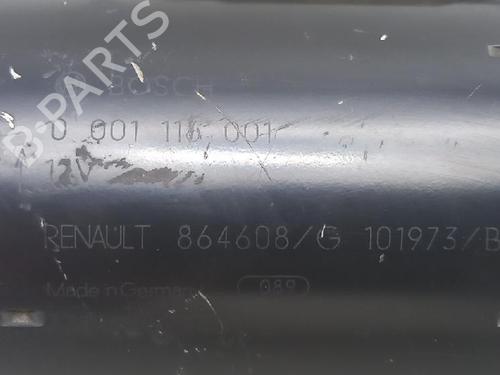 B-PARTS
BOSCH
0 001 116 001
12V
RENAULT 864608/G 101973/B
Made in Germany
089